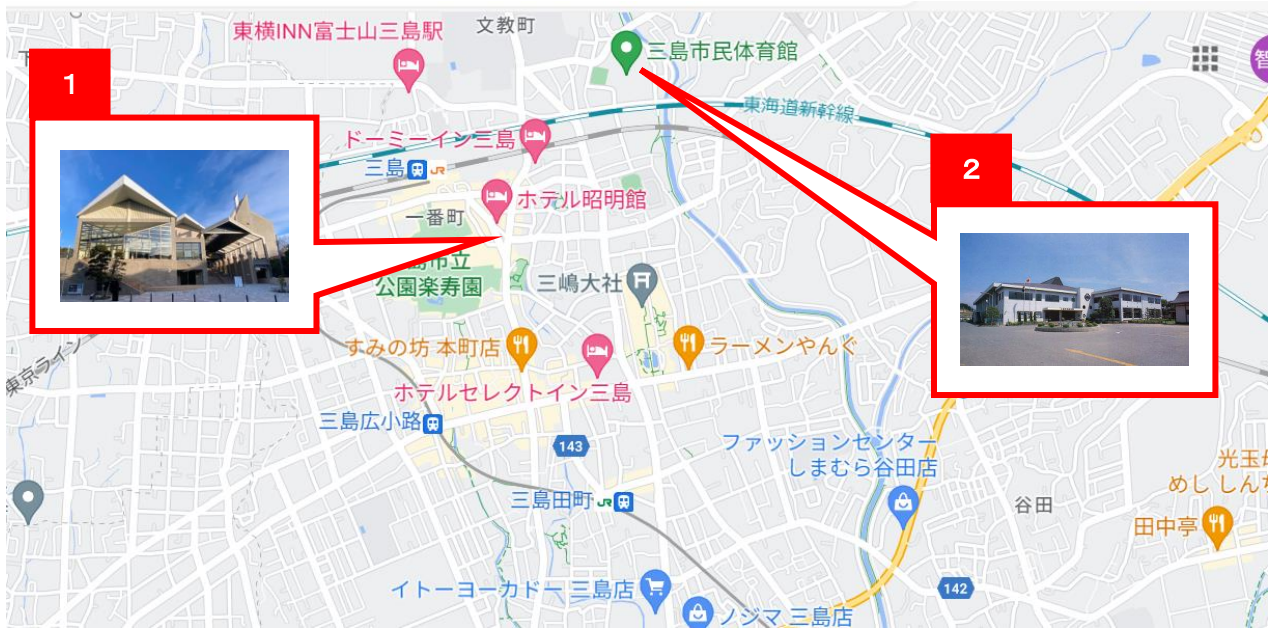 文教町
東横INN富士山三島駅
三島市民体育館
1
東海道新幹線
ドーミーイン三島
三島
JR
2
ホテル昭明館
一番町
島市立
公園楽寿園
三嶋大社
すみの坊 本町店
ラーメンやんぐ
東京ライン
ホテルセレクトイン三島
三島広小路
143
ファッションセンター
しまむら谷田店
光玉
めし しんち
三島田町
JR
谷田
田中亭
イトーヨーカドー 三島店
142
ノジマ 三島店